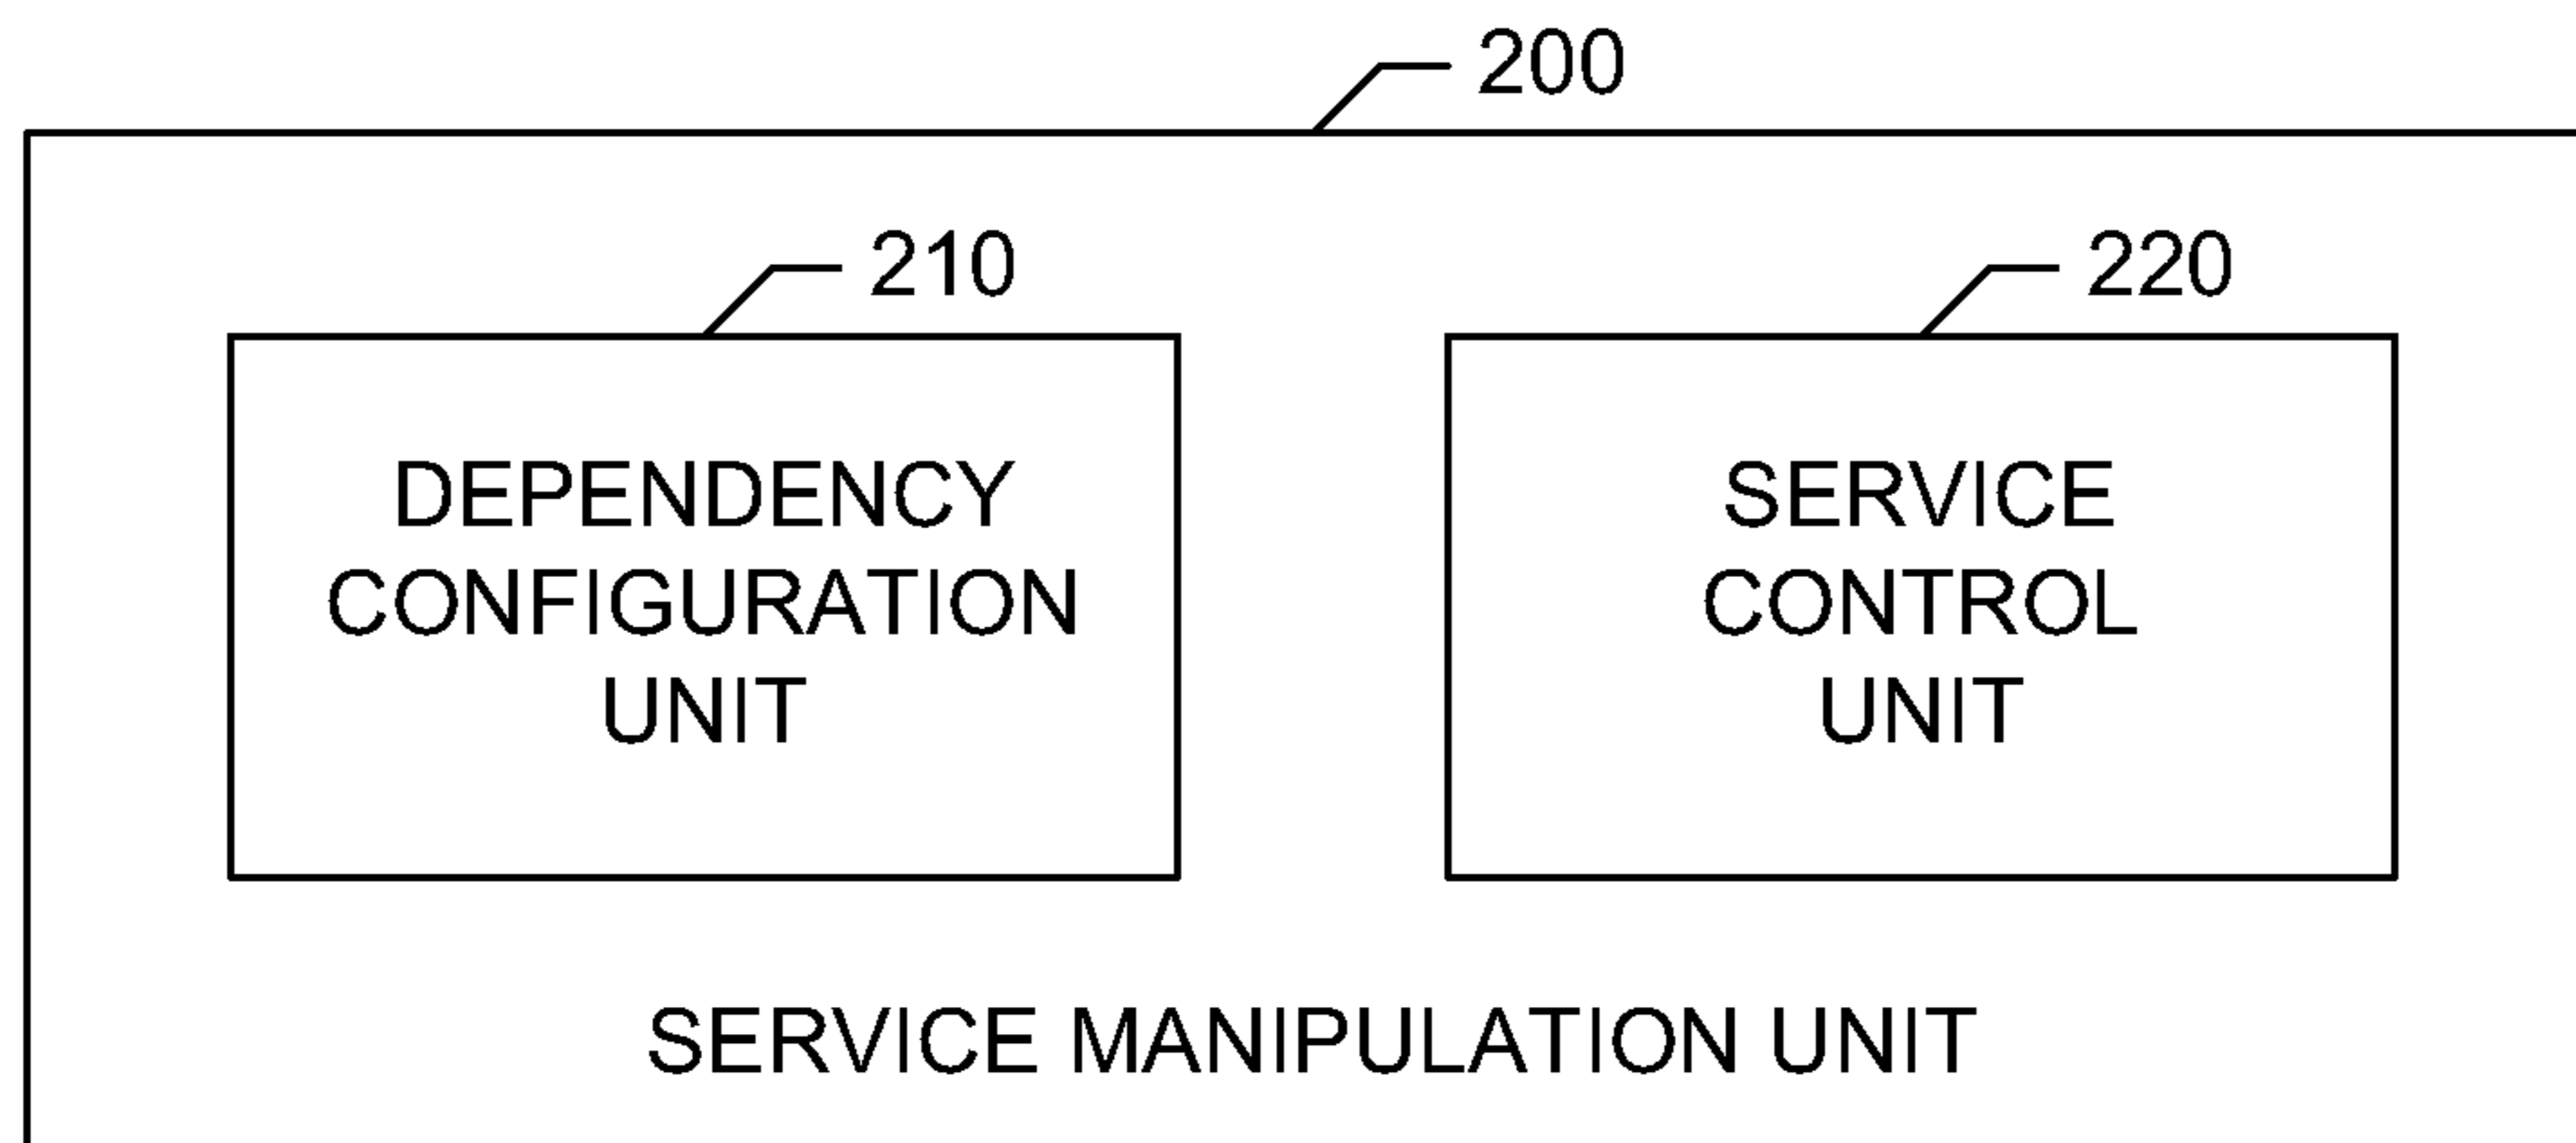 200
210
220
DEPENDENCY
CONFIGURATION
UNIT
SERVICE
CONTROL
UNIT
SERVICE MANIPULATION UNIT